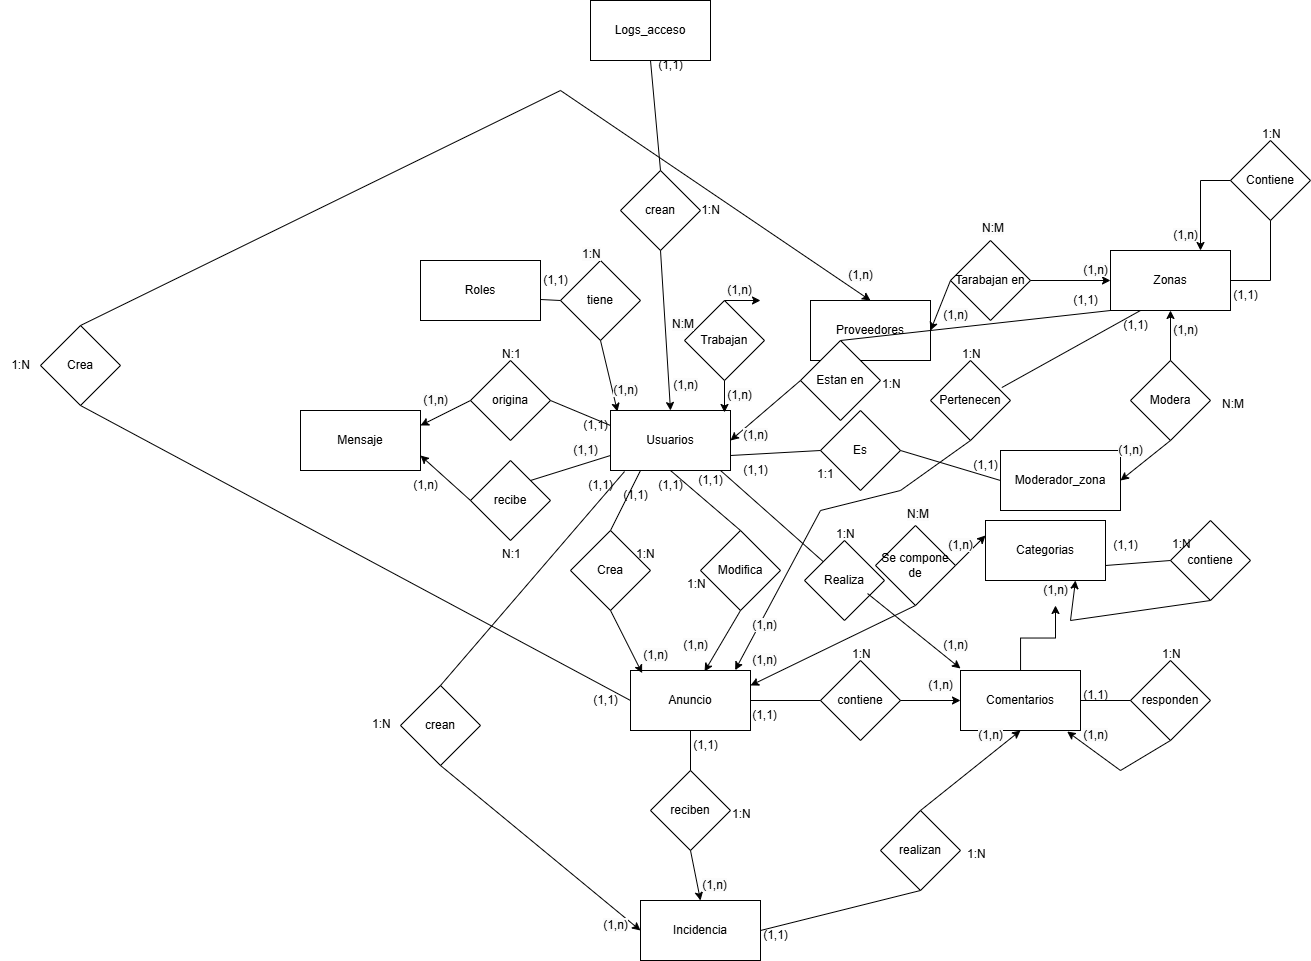 Logs_acceso
(1,1)
1:N
crean
1:N
Contiene
(1,n)
N:M
1:N
(1,n)
(1,n)
Tarabajan en
(1,n)
Zonas
Roles
(1,1)
tiene
(1,n)
(1,1)
(1,1)
(1,n)
N:M
Proveedores
(1,1)
(1,n)
Trabajan
1:N
Crea
N:1
1:N
(1,n)
(1,n)
(1,n)
Estan en
1:N
Pertenecen
Modera
N:M
(1,n)
origina
(1,1)
(1,n)
Mensaje
Usuarios
(1,1)
Es
(1,n)
(1,1)
(1,1)
Moderador_zona
(1,n)
recibe
(1,1)
(1,1)
(1,1)
(1,1)
1:1
N:M
N:1
1:N
1:N
(1,n)
Categorias
(1,1)
1:N
contiene
Crea
Modifica
1:N
Realiza
Se compone
de
(1,n)
(1,n)
(1,n)
(1,n)
(1,n)
(1,n)
1:N
1:N
(1,1)
Anuncio
(1,1)
contiene
(1,n)
Comentarios
(1,1)
responden
1:N
crean
(1,1)
(1,n)
(1,n)
reciben
1:N
realizan
1:N
(1,n)
(1,n)
Incidencia
(1,1)